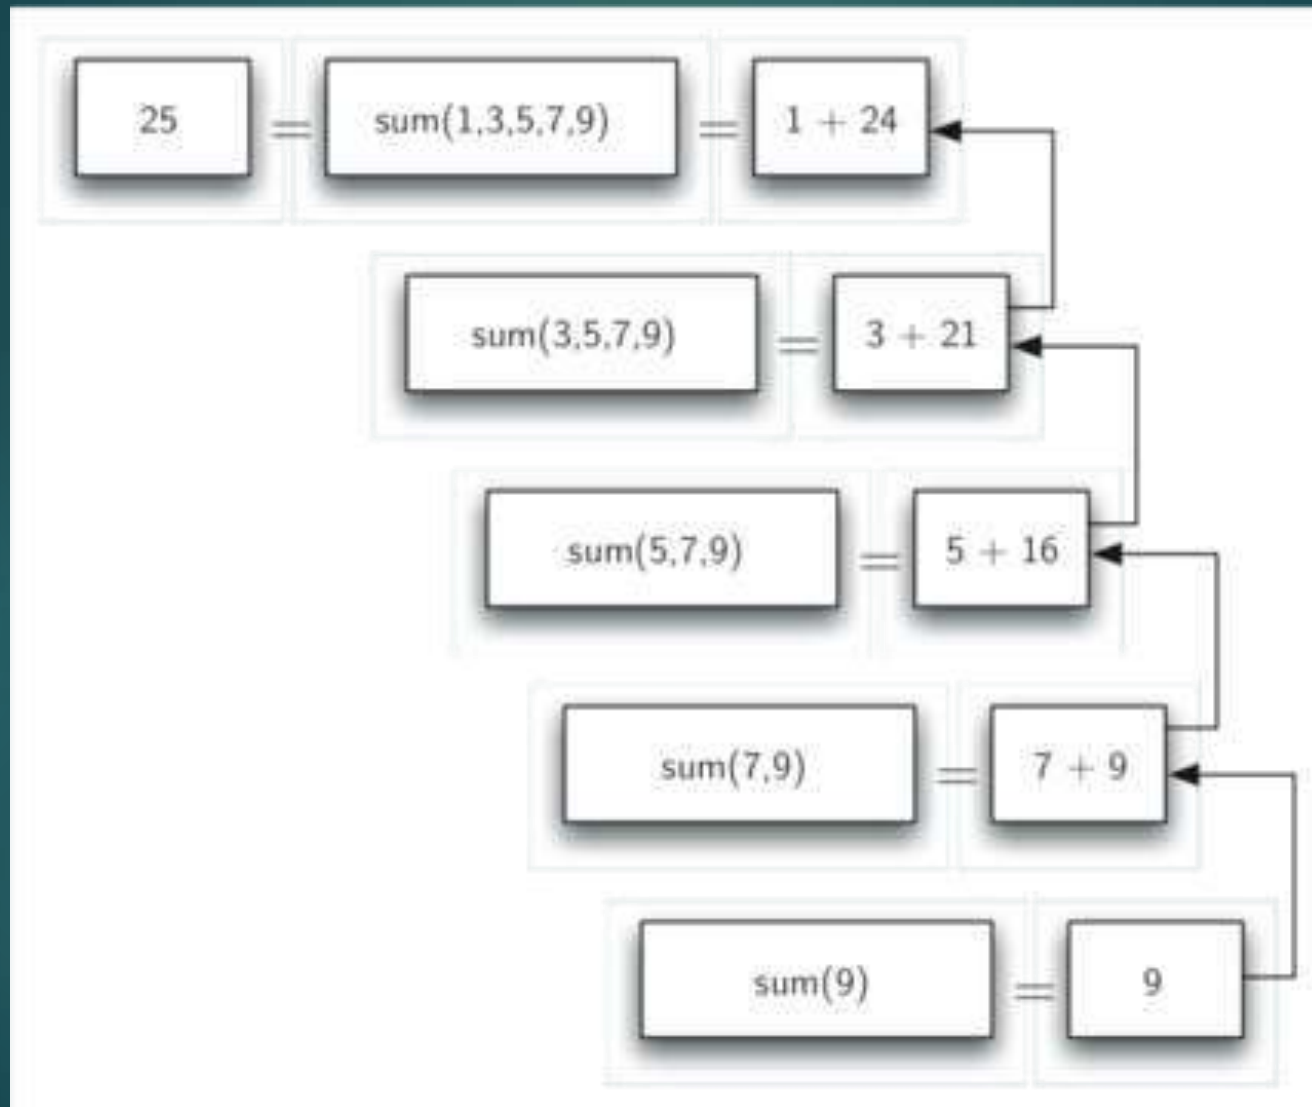 25 = sum(1,3,5,7,9) = 1 + 24
sum(3,5,7,9) = 3 + 21
sum(5,7,9) = 5 + 16
sum(7,9) = 7 + 9
sum(9) = 9